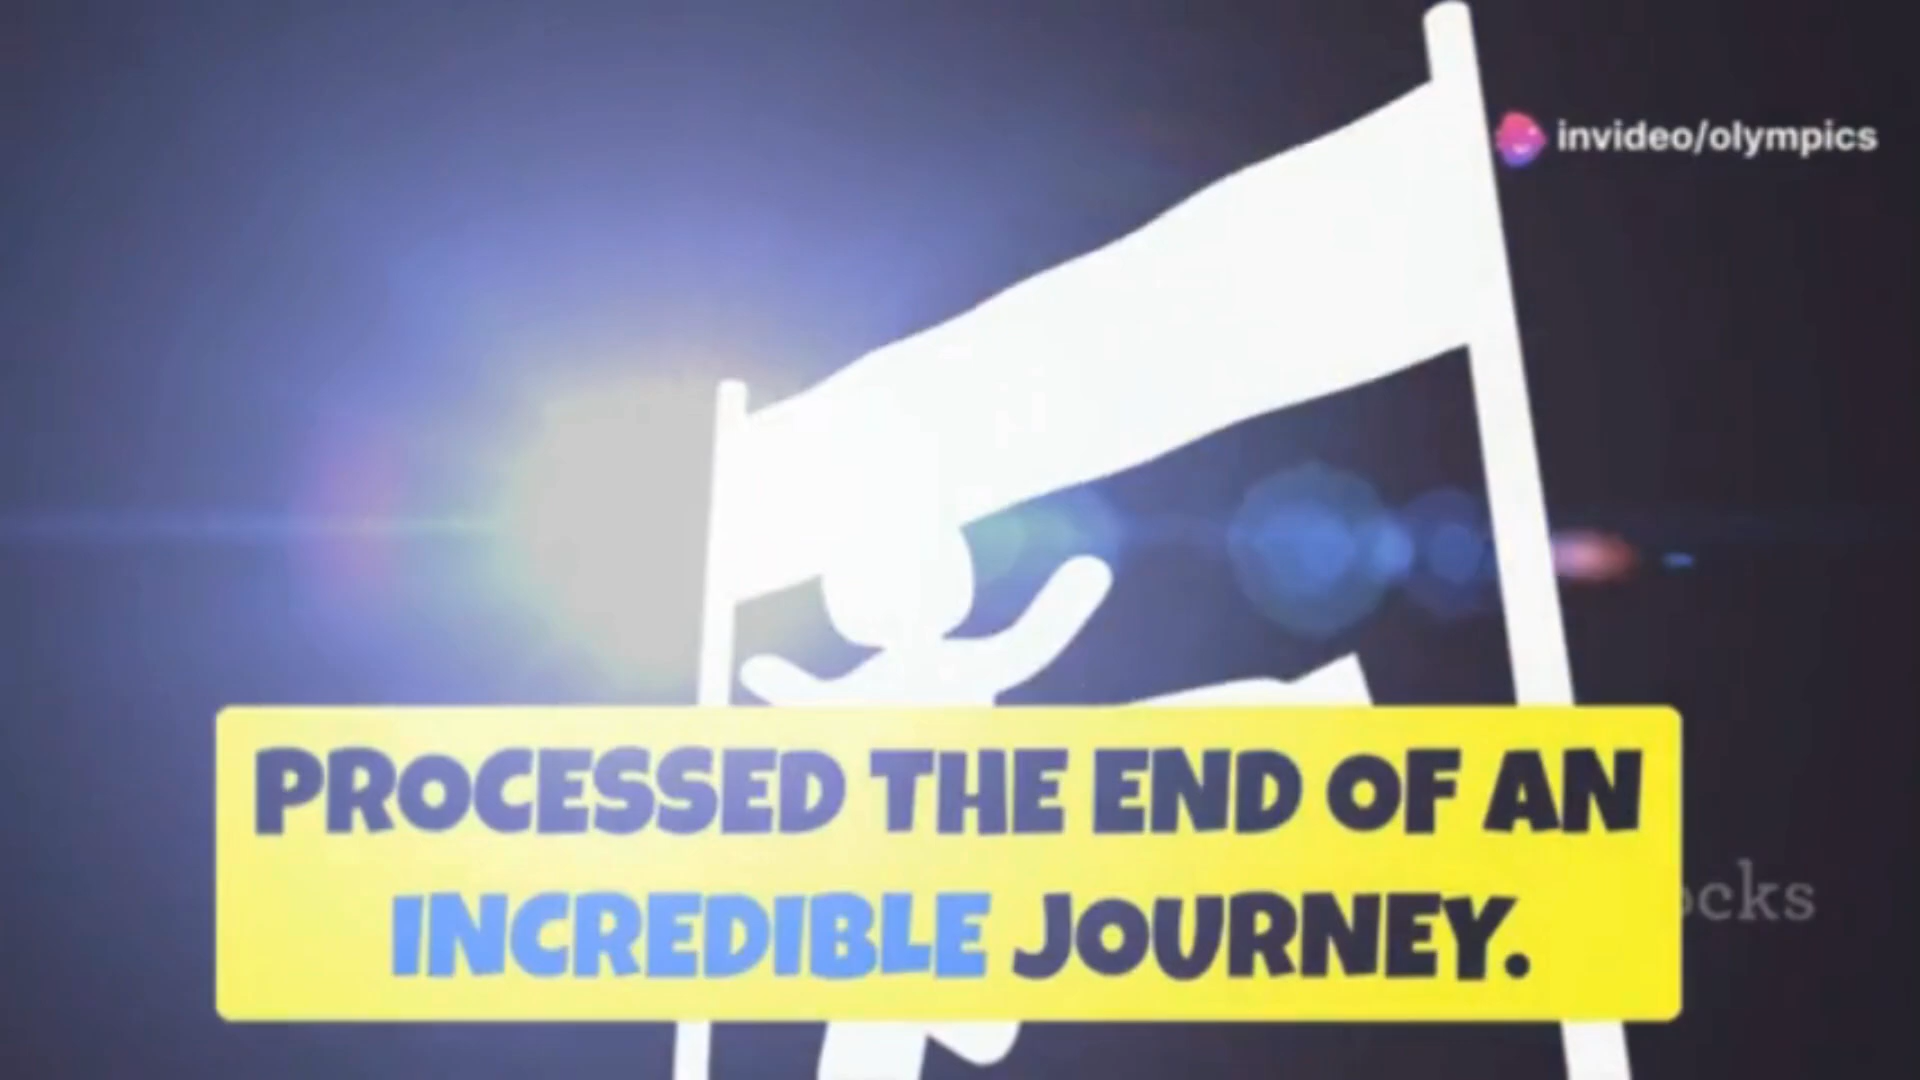 invideo/olympics
PROCESSED THE END OF AN
INCREDIBLE JOURNEY.